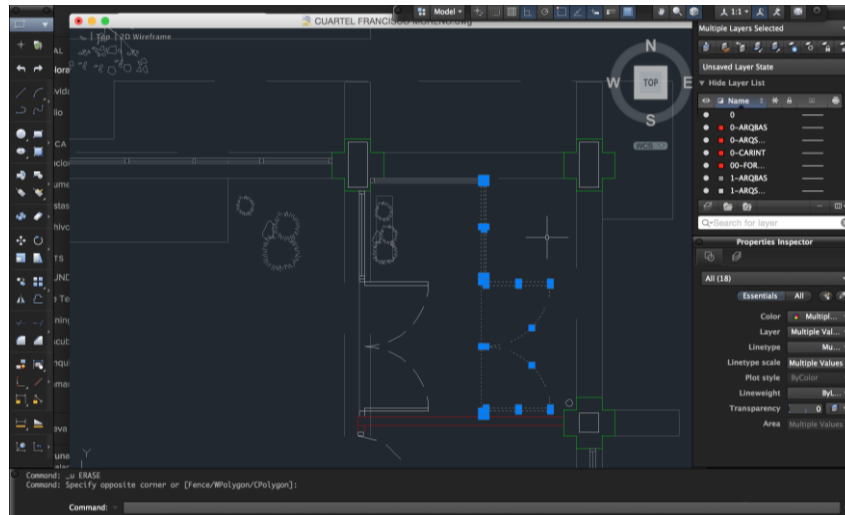 Model
1:1
CUARTEL FRANCISCO MORENO.dwg
Top | 2D Wireframe
N
W
TOP
E
S
WCS
Y
Multiple Layers Selected
Unsaved Layer State
Hide Layer List
Name
0
0-ARQBAS
0-ARQS...
0-CARINT
00-FOR...
1-ARQBAS
1-ARQS...
Search for layer
Properties Inspector
All (18)
Essentials
All
Color
Multipl...
Layer
Multiple Val...
Linetype
Mu...
Linetype scale
Multiple Values
Plot style
ByColor
Lineweight
ByL...
Transparency
0
Area
Multiple Values
Command: _u ERASE
Command: Specify opposite corner or [Fence/WPolygon/CPolygon]:
Command: